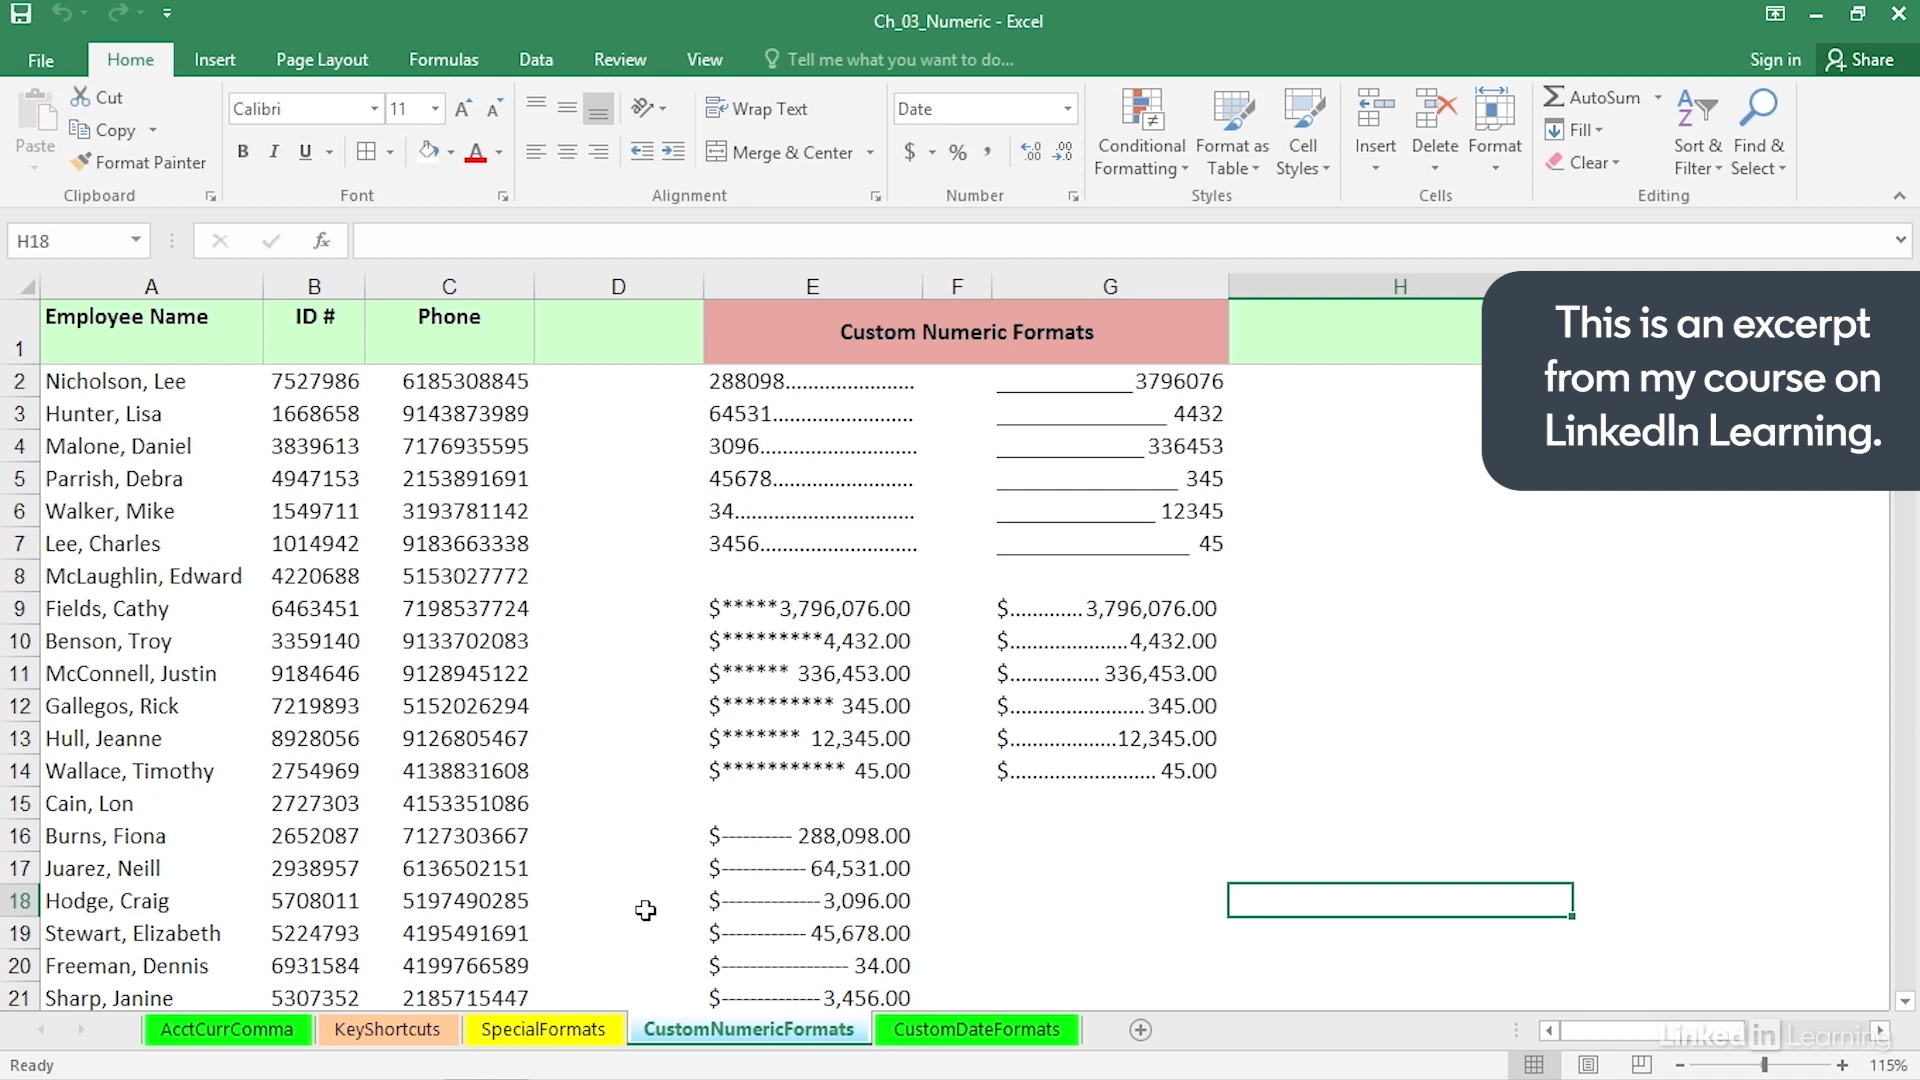 Ch_03_Numeric - Excel
File Home Insert Page Layout Formulas Data Review View Tell me what you want to do... Sign in Share
Paste Cut Copy Format Painter Clipboard
Calibri 11 B I U A Font
Wrap Text Merge & Center Alignment
Date $ % , Number
Conditional Formatting Format as Table Cell Styles Styles
Insert Delete Format Cells
AutoSum Fill Clear Sort & Filter Find & Select Editing
H18 fx
A B C D E F G H
1 Employee Name ID # Phone Custom Numeric Formats
This is an excerpt
from my course on
LinkedIn Learning.
2 Nicholson, Lee 7527986 6185308845 288098....................... _____________3796076
3 Hunter, Lisa 1668658 9143873989 64531......................... ________________ 4432
4 Malone, Daniel 3839613 7176935595 3096............................ ______________ 336453
5 Parrish, Debra 4947153 2153891691 45678......................... _________________ 345
6 Walker, Mike 1549711 3193781142 34................................ _______________ 12345
7 Lee, Charles 1014942 9183663338 3456............................ __________________ 45
8 McLaughlin, Edward 4220688 5153027772
9 Fields, Cathy 6463451 7198537724 $*****3,796,076.00 $.............3,796,076.00
10 Benson, Troy 3359140 9133702083 $*********4,432.00 $.....................4,432.00
11 McConnell, Justin 9184646 9128945122 $****** 336,453.00 $................ 336,453.00
12 Gallegos, Rick 7219893 5152026294 $********** 345.00 $........................345.00
13 Hull, Jeanne 8928056 9126805467 $******* 12,345.00 $...................12,345.00
14 Wallace, Timothy 2754969 4138831608 $*********** 45.00 $.......................... 45.00
15 Cain, Lon 2727303 4153351086
16 Burns, Fiona 2652087 7127303667 $---------- 288,098.00
17 Juarez, Neill 2938957 6136502151 $------------ 64,531.00
18 Hodge, Craig 5708011 5197490285 $--------------3,096.00
19 Stewart, Elizabeth 5224793 4195491691 $------------ 45,678.00
20 Freeman, Dennis 6931584 4199766589 $------------------ 34.00
21 Sharp, Janine 5307352 2185715447 $--------------3,456.00
AcctCurrComma KeyShortcuts SpecialFormats CustomNumericFormats CustomDateFormats
Linked in Learning
Ready 115%